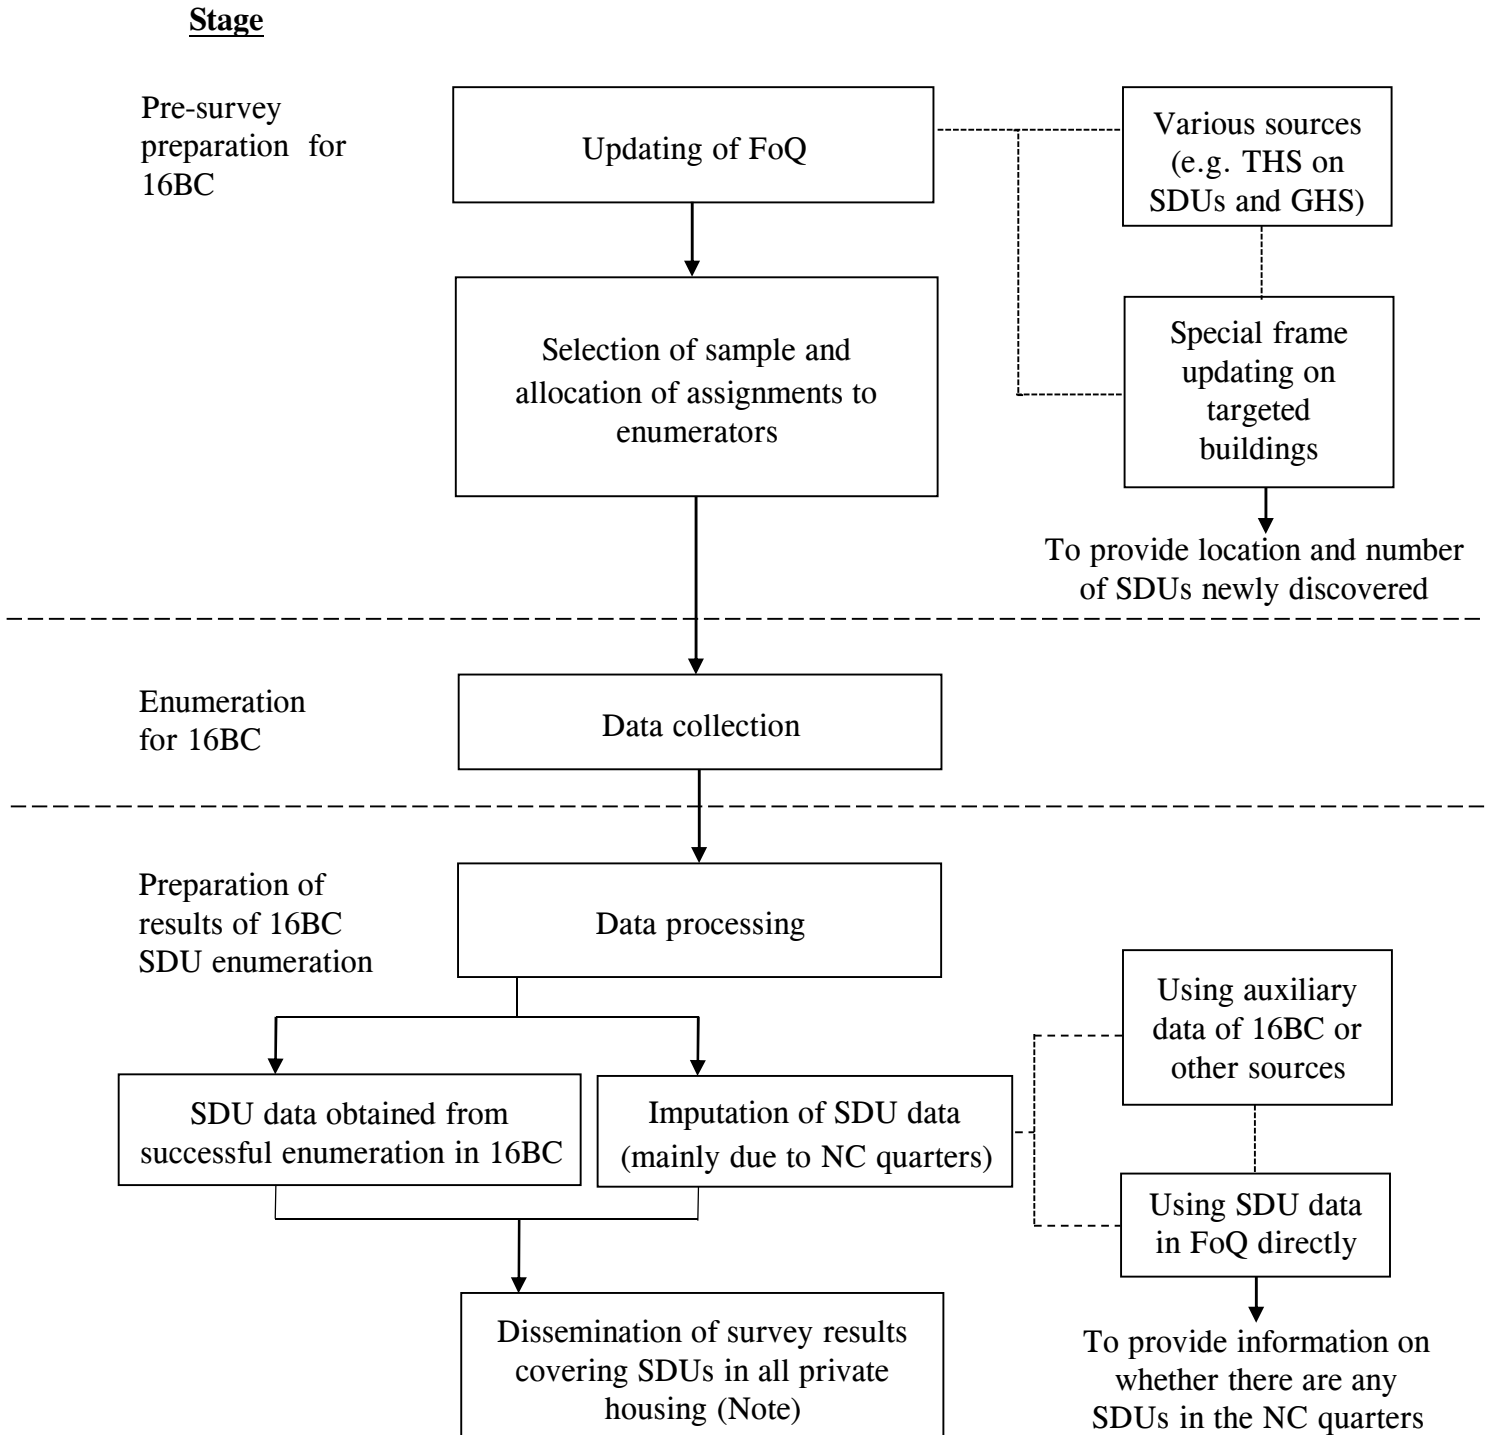 Stage
Pre-survey
preparation for
16BC
Updating of FoQ
Various sources
(e.g. THS on
SDUs and GHS)
Selection of sample and
allocation of assignments to
enumerators
Special frame
updating on
targeted
buildings
To provide location and number
of SDUs newly discovered
Enumeration
for 16BC
Data collection
Preparation of
results of 16BC
SDU enumeration
Data processing
Using auxiliary
data of 16BC or
other sources
SDU data obtained from
successful enumeration in 16BC
Imputation of SDU data
(mainly due to NC quarters)
Using SDU data
in FoQ directly
Dissemination of survey results
covering SDUs in all private
housing (Note)
To provide information on
whether there are any
SDUs in the NC quarters